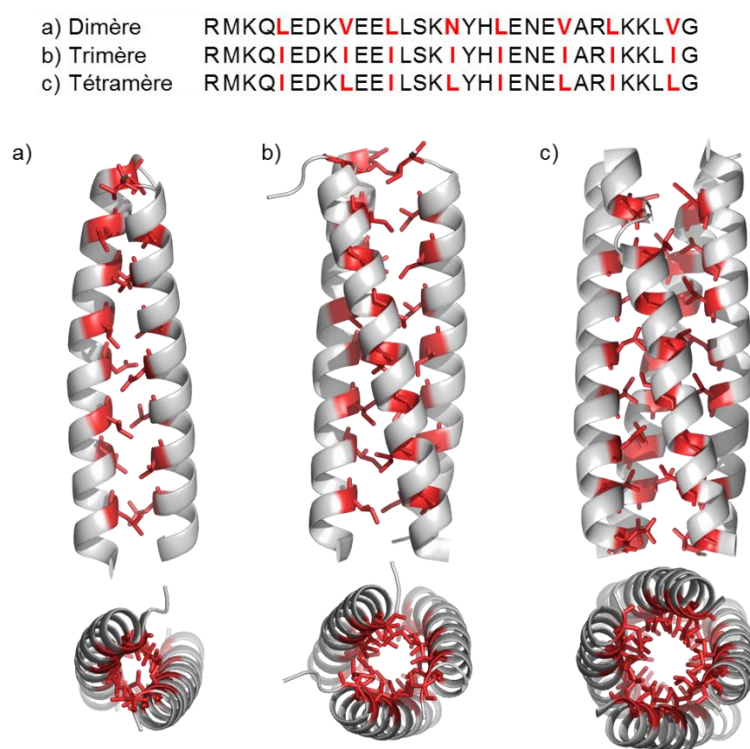 a) Dimère RMKQLEDKVEELLSKNYHLENEVARLKKLVG
b) Trimère RMKQIEDKIEEILSKIYHIENEIARIKKLIG
c) Tétramère RMKQIEDKLEEILSKLYHIENELARIKKLLG
a)
b)
c)